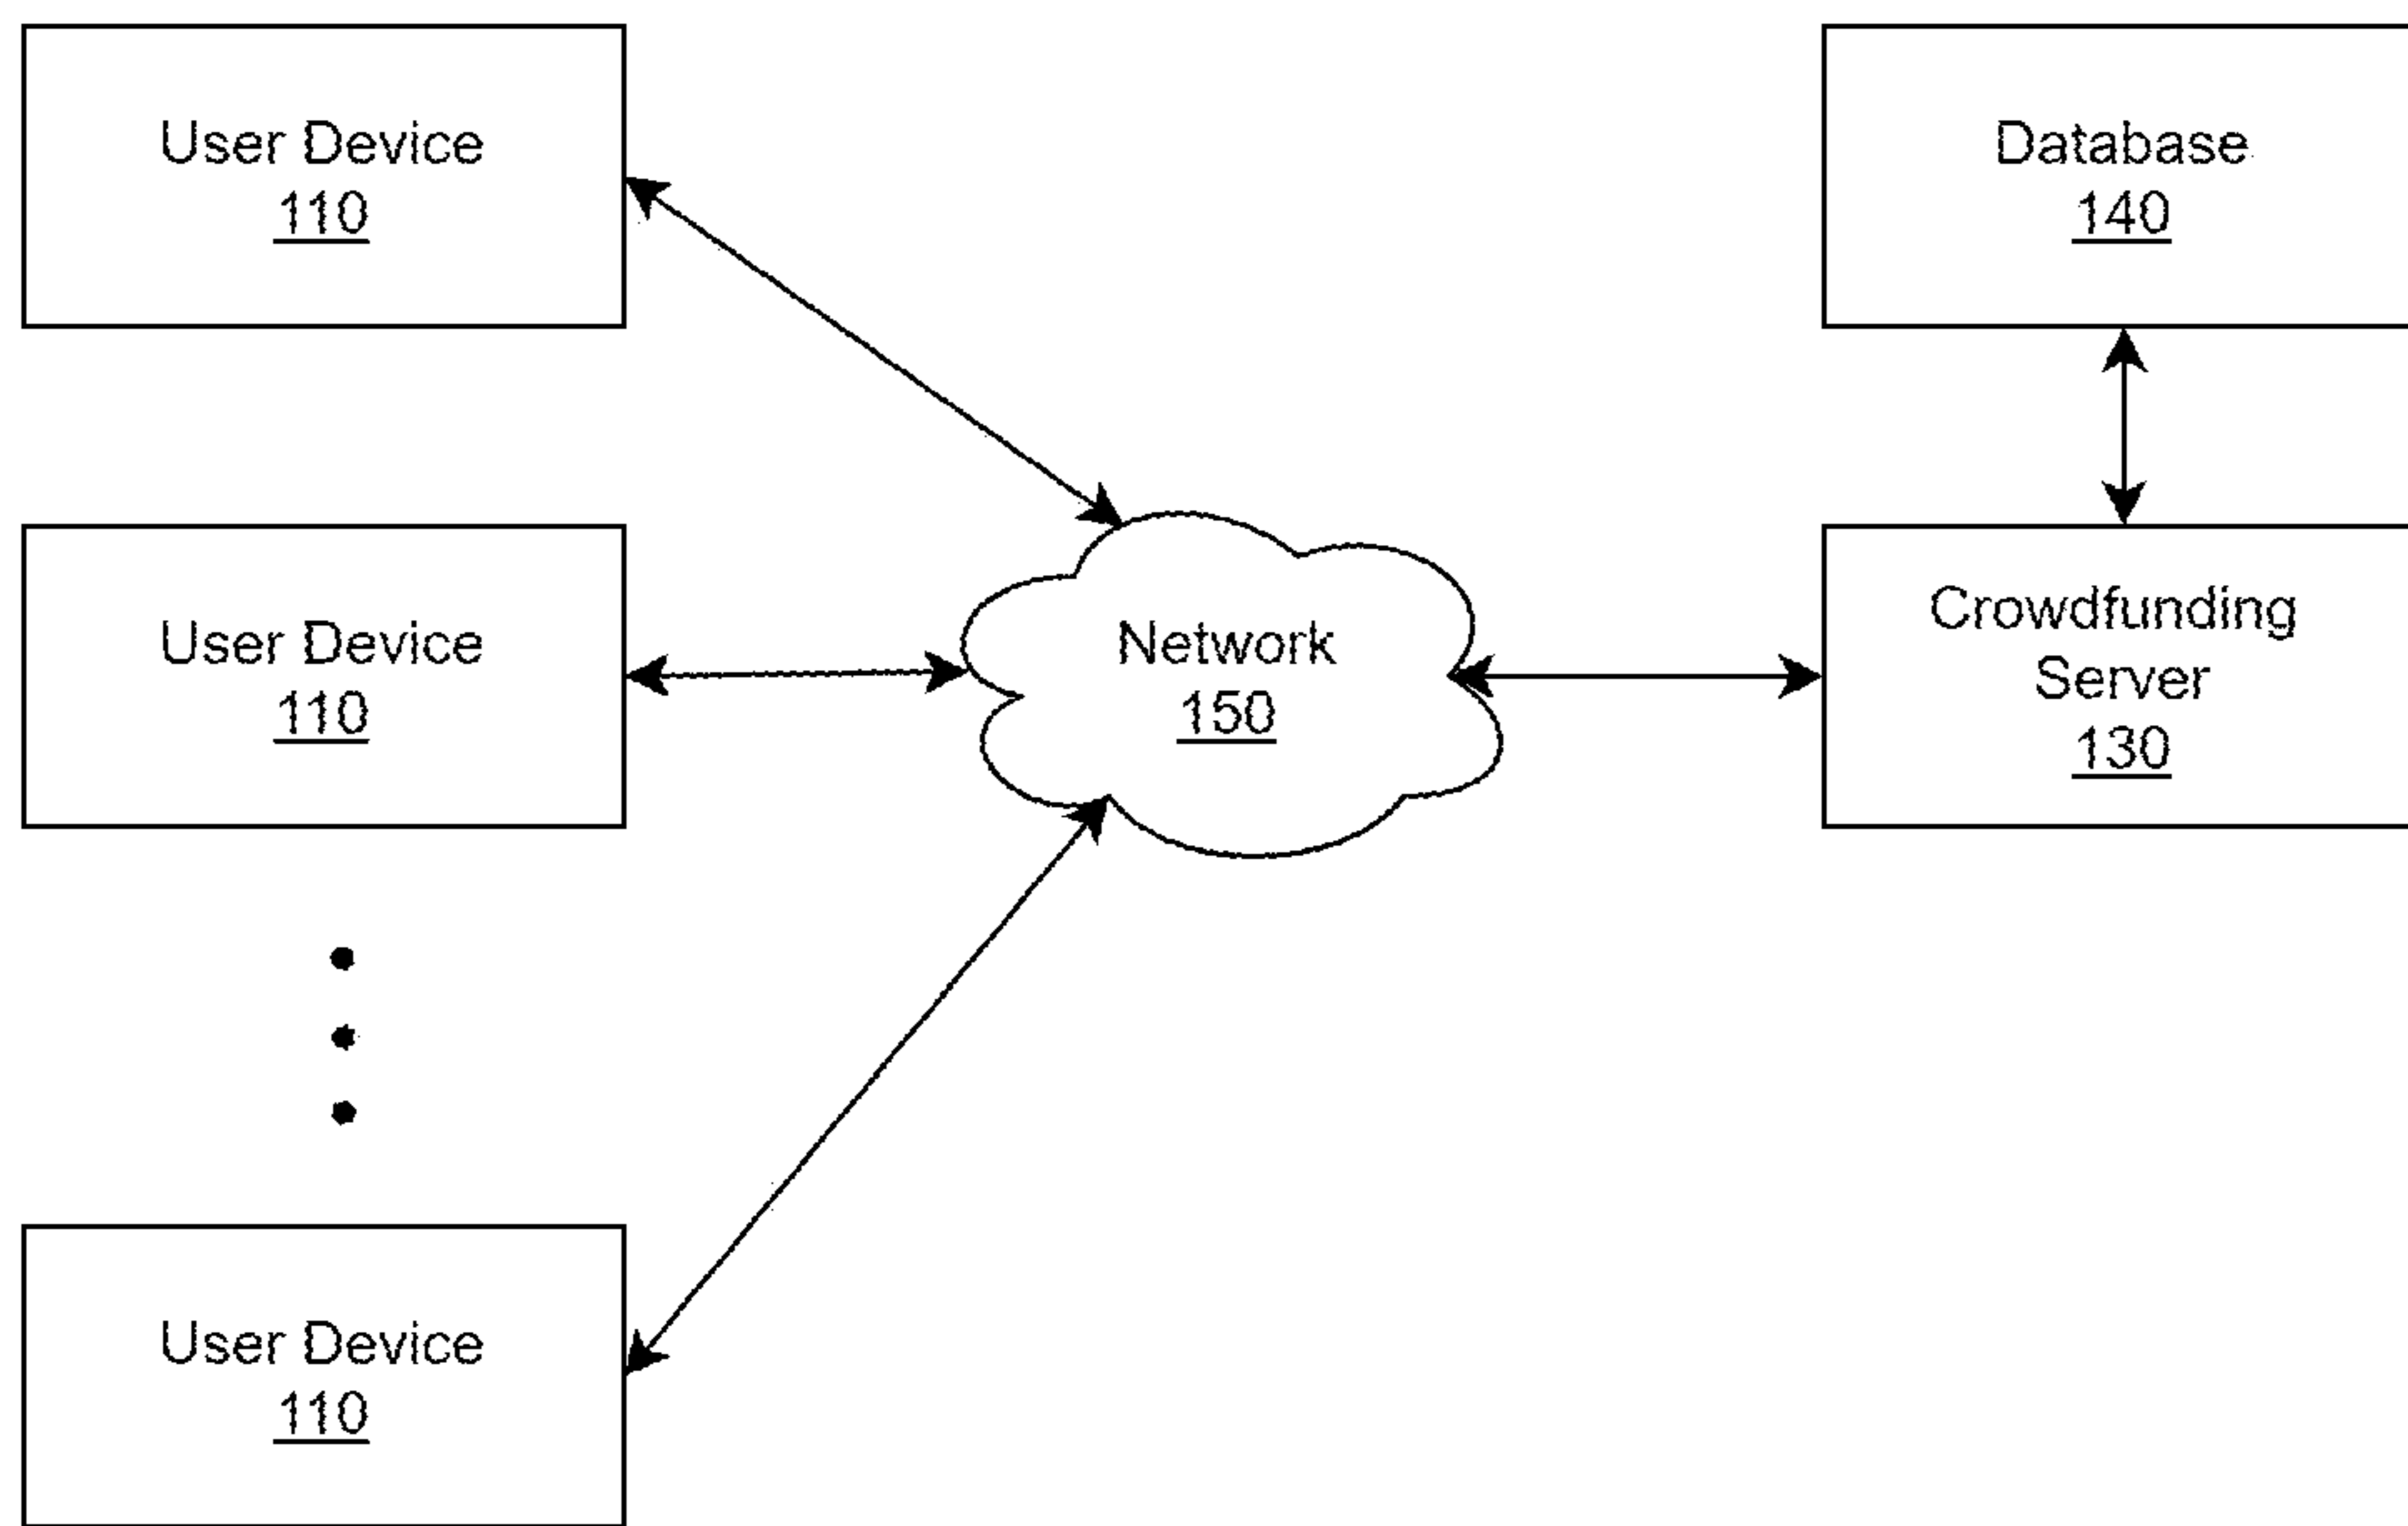 User Device
110
Database
140
User Device
110
Network
150
Crowdfunding
Server
130
User Device
110